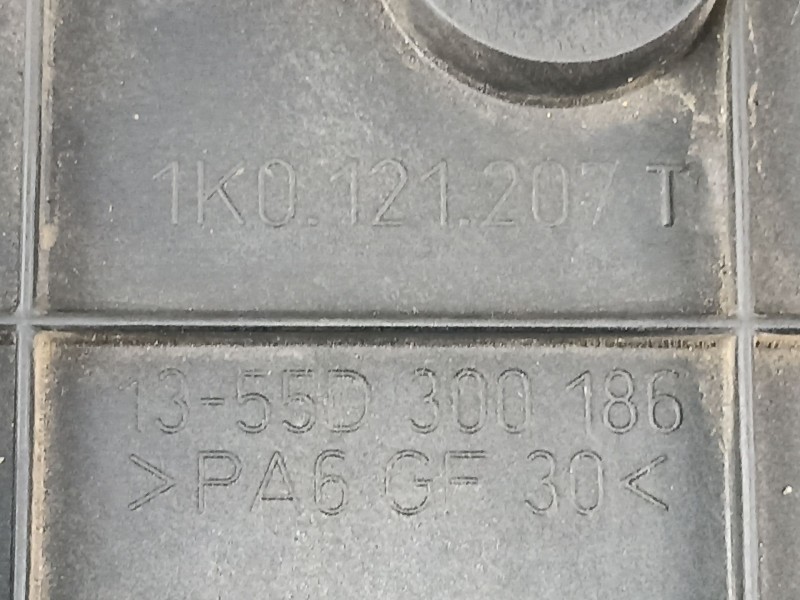 1K0.121.207 T
13-55D 300 186
>PA6 GF 30<